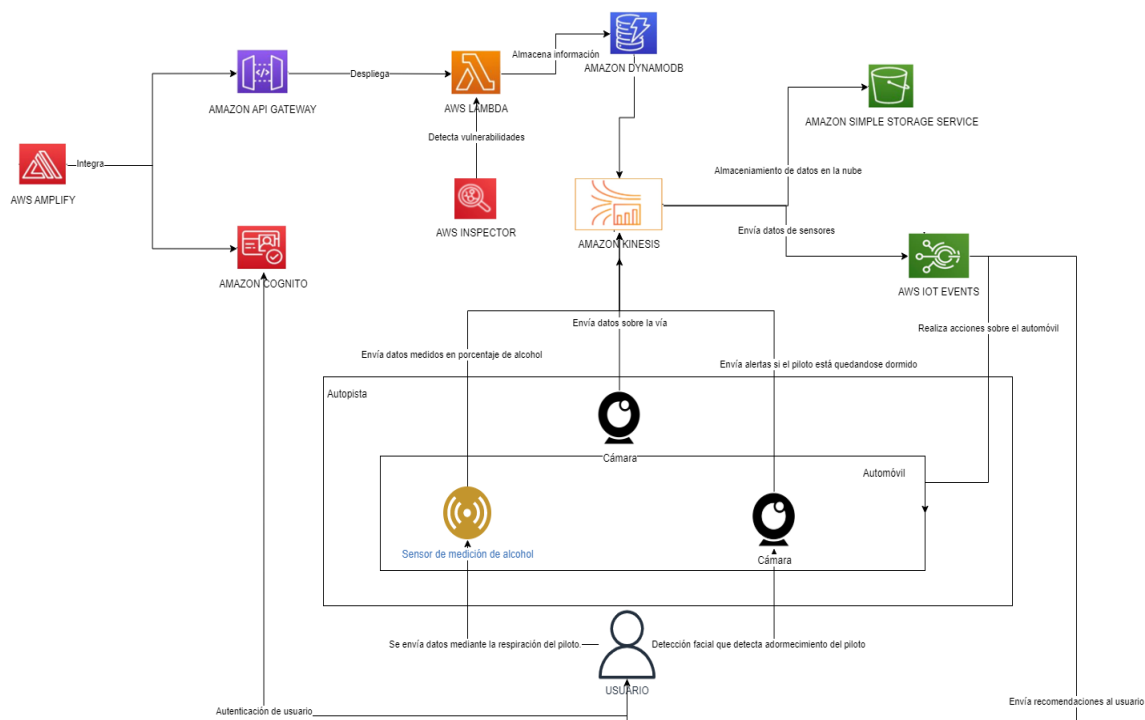 Almacena información
AMAZON DYNAMODB
Despliega
AMAZON API GATEWAY
AWS LAMBDA
AMAZON SIMPLE STORAGE SERVICE
Detecta vulnerabilidades
Integra
Almaceniamiento de datos en la nube
AWS AMPLIFY
AWS INSPECTOR
Envía datos de sensores
AMAZON KINESIS
AMAZON COGNITO
AWS IOT EVENTS
Envía datos sobre la vía
Realiza acciones sobre el automóvil
Envía datos medidos en porcentaje de alcohol
Envía alertas si el piloto está quedandose dormido
Autopista
Cámara
Automóvil
Sensor de medición de alcohol
Cámara
Se envía datos mediante la respiración del piloto
Detección facial que detecta adormecimiento del piloto
USUARIO
Autenticación de usuario
Envía recomendaciones al usuario